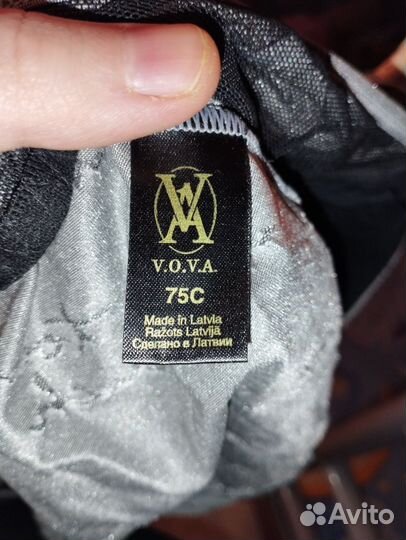 V.O.V.A.
75C
Made in Latvia
Ražots Latvijā
Сделано в Латвии
Avito